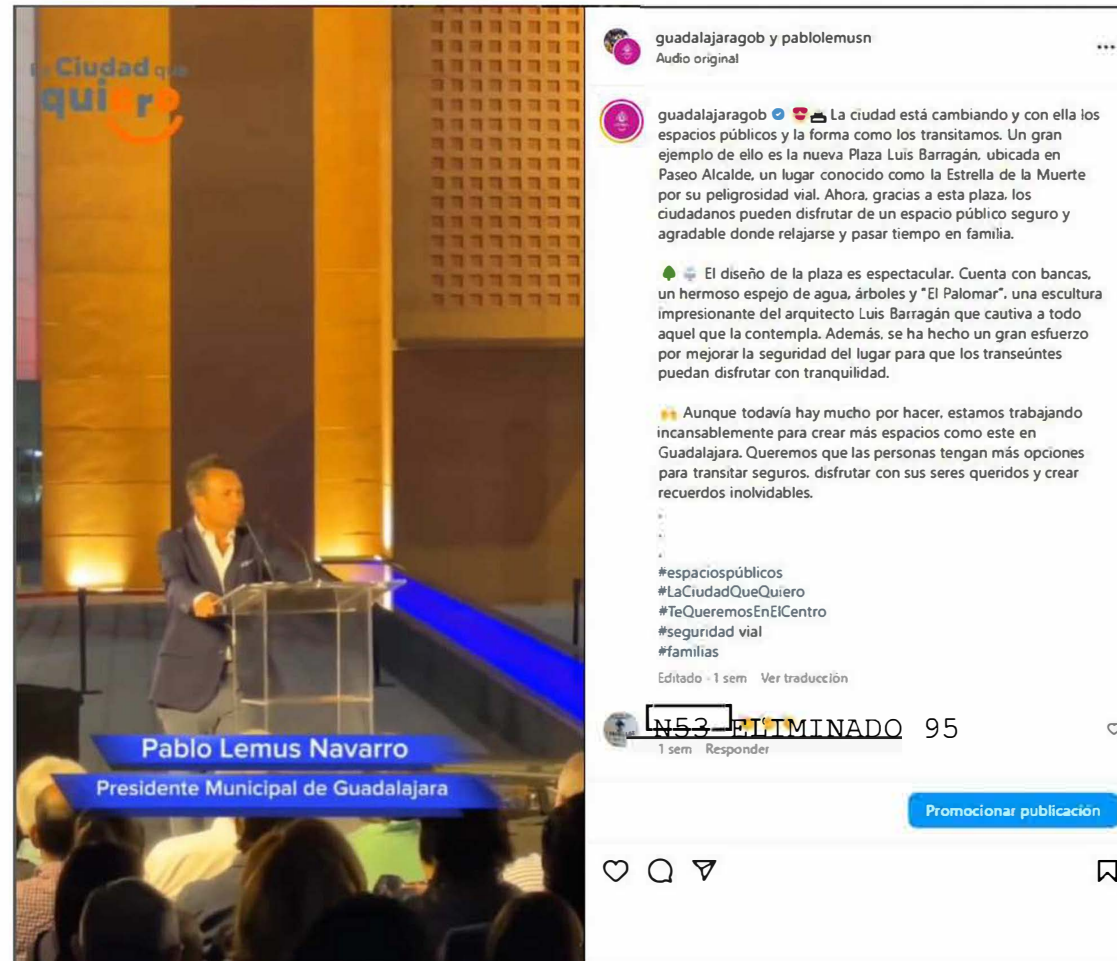 La Ciudad que
quiero
Pablo Lemus Navarro
Presidente Municipal de Guadalajara
guadalajaragob y pablolemusn
Audio original
guadalajaragob La ciudad está cambiando y con ella los
espacios públicos y la forma como los transitamos. Un gran
ejemplo de ello es la nueva Plaza Luis Barragán, ubicada en
Paseo Alcalde, un lugar conocido como la Estrella de la Muerte
por su peligrosidad vial. Ahora, gracias a esta plaza, los
ciudadanos pueden disfrutar de un espacio público seguro y
agradable donde relajarse y pasar tiempo en familia.
El diseño de la plaza es espectacular. Cuenta con bancas,
un hermoso espejo de agua, árboles y "El Palomar", una escultura
impresionante del arquitecto Luis Barragán que cautiva a todo
aquel que la contempla. Además, se ha hecho un gran esfuerzo
por mejorar la seguridad del lugar para que los transeúntes
puedan disfrutar con tranquilidad.
Aunque todavía hay mucho por hacer, estamos trabajando
incansablemente para crear más espacios como este en
Guadalajara. Queremos que las personas tengan más opciones
para transitar seguros, disfrutar con sus seres queridos y crear
recuerdos inolvidables.
.
.
.
#espaciospúblicos
#LaCiudadQueQuiero
#TeQueremosEnElCentro
#seguridad vial
#familias
Editado · 1 sem Ver traducción
N53-ELIMINADO 95
1 sem Responder
Promocionar publicación